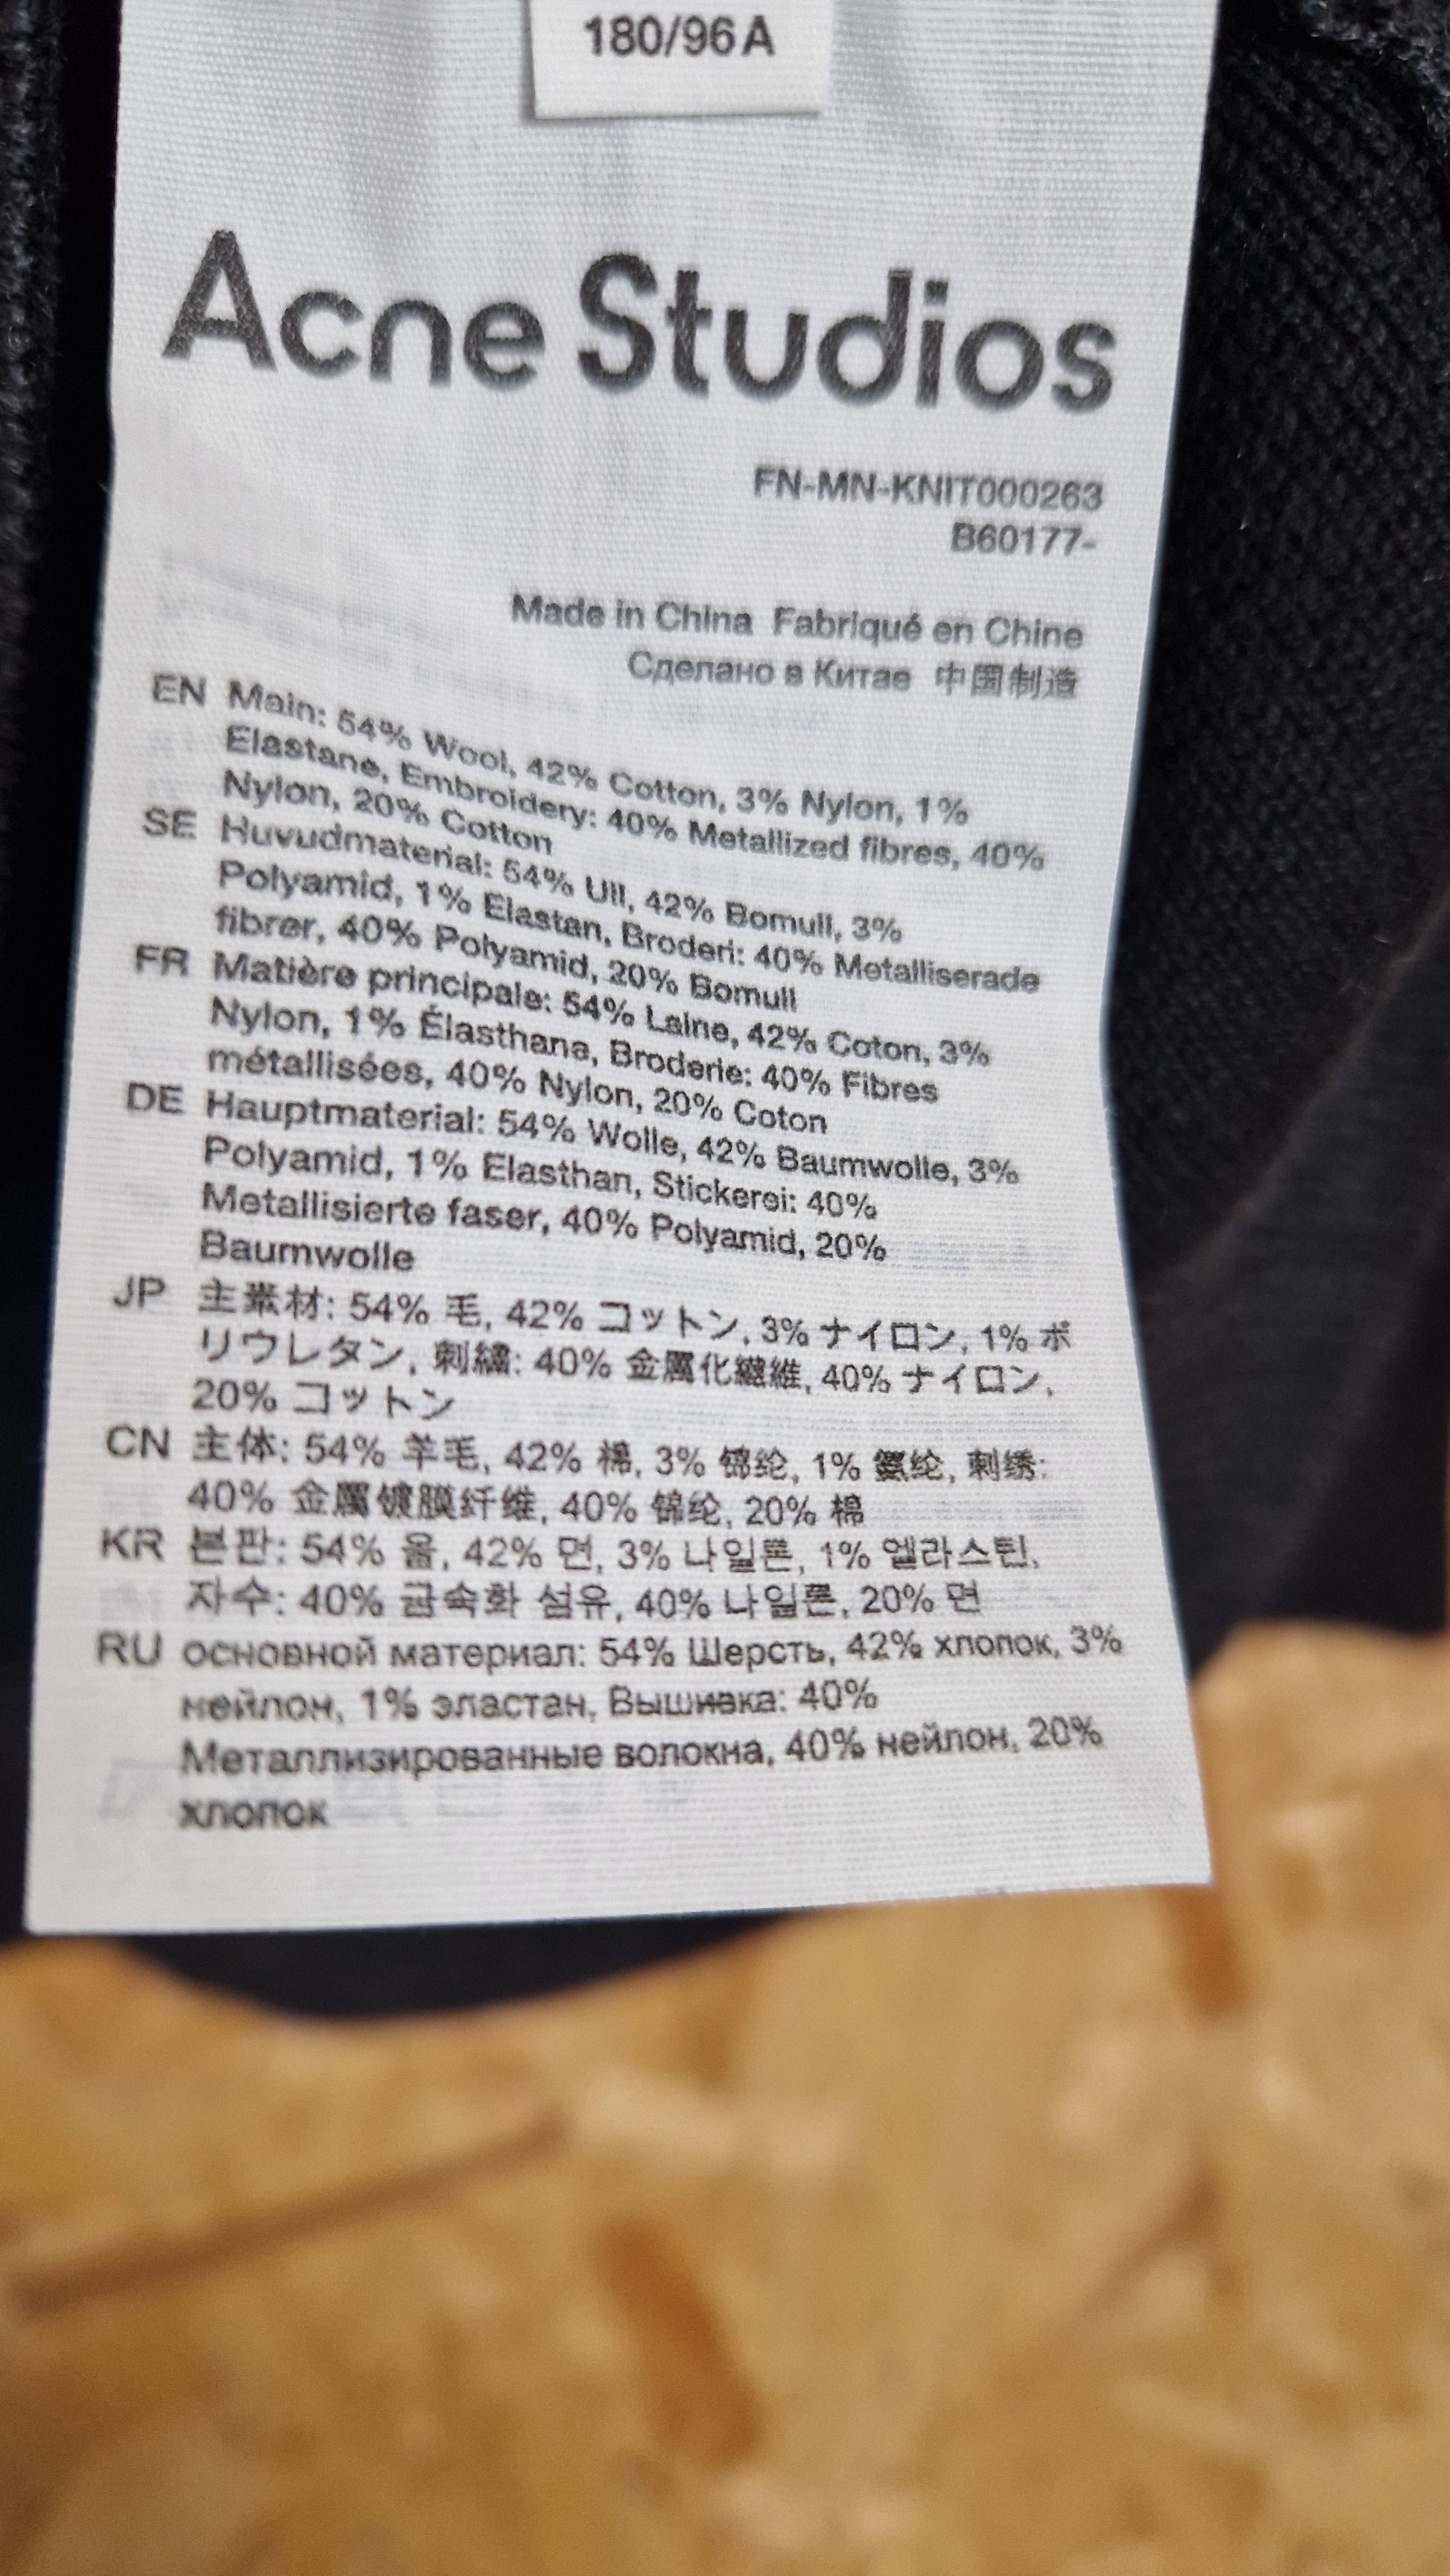 180/96A
Acne Studios
FN-MN-KNIT000263
B60177-
Made in China Fabriqué en Chine
Сделано в Китае 中国制造
EN Main: 54% Wool, 42% Cotton, 3% Nylon, 1%
Elastane, Embroidery: 40% Metallized fibres, 40%
Nylon, 20% Cotton
SE Huvudmaterial: 54% Ull, 42% Bomull, 3%
Polyamid, 1% Elastan, Broderi: 40% Metalliserade
fibrer, 40% Polyamid, 20% Bomull
FR Matière principale: 54% Laine, 42% Coton, 3%
Nylon, 1% Élasthane, Broderie: 40% Fibres
métallisées, 40% Nylon, 20% Coton
DE Hauptmaterial: 54% Wolle, 42% Baumwolle, 3%
Polyamid, 1% Elasthan, Stickerei: 40%
Metallisierte faser, 40% Polyamid, 20%
Baumwolle
JP 主素材: 54% 毛, 42% コットン, 3% ナイロン, 1% ポ
リウレタン, 刺繍: 40% 金属化繊維, 40% ナイロン,
20% コットン
CN 主体: 54% 羊毛, 42% 棉, 3% 锦纶, 1% 氨纶, 刺绣:
40% 金属镀膜纤维, 40% 锦纶, 20% 棉
KR 본판: 54% 울, 42% 면, 3% 나일론, 1% 엘라스틴,
자수: 40% 금속화 섬유, 40% 나일론, 20% 면
RU основной материал: 54% Шерсть, 42% хлопок, 3%
нейлон, 1% эластан, Вышивка: 40%
Металлизированные волокна, 40% нейлон, 20%
хлопок